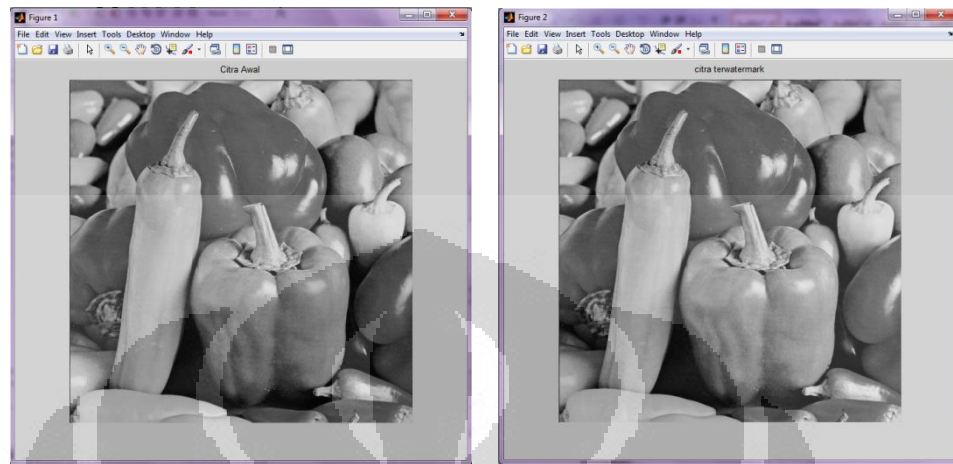 Figure 1
File Edit View Insert Tools Desktop Window Help
Citra Awal
Figure 2
File Edit View Insert Tools Desktop Window Help
citra terwatermark